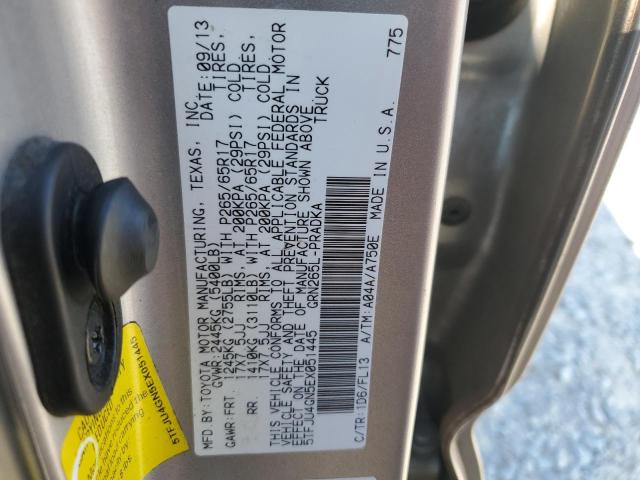 MFD.BY:TOYOTA MOTOR MANUFACTURING, TEXAS, INC. DATE:09/13
GVWR:2445KG (5400LB)
GAWR:FRT. 1245KG (2755LB) WITH P265/65R17 TIRES,
17X7.5JJ RIMS, AT 200KPA (29PSI) COLD
RR. 1410KG (3110LB) WITH P265/65R17 TIRES,
17X7.5JJ RIMS, AT 200KPA (29PSI) COLD
THIS VEHICLE CONFORMS TO ALL APPLICABLE FEDERAL MOTOR
VEHICLE SAFETY AND THEFT PREVENTION STANDARDS IN
EFFECT ON THE DATE OF MANUFACTURE SHOWN ABOVE.
5TFJU4GN5EX051445 TRUCK
GRN265L-PRADKA
C/TR:1D6/FL13 A/TM:A04A/A750E MADE IN U.S.A. 775
5TFJU4GN5EX051445